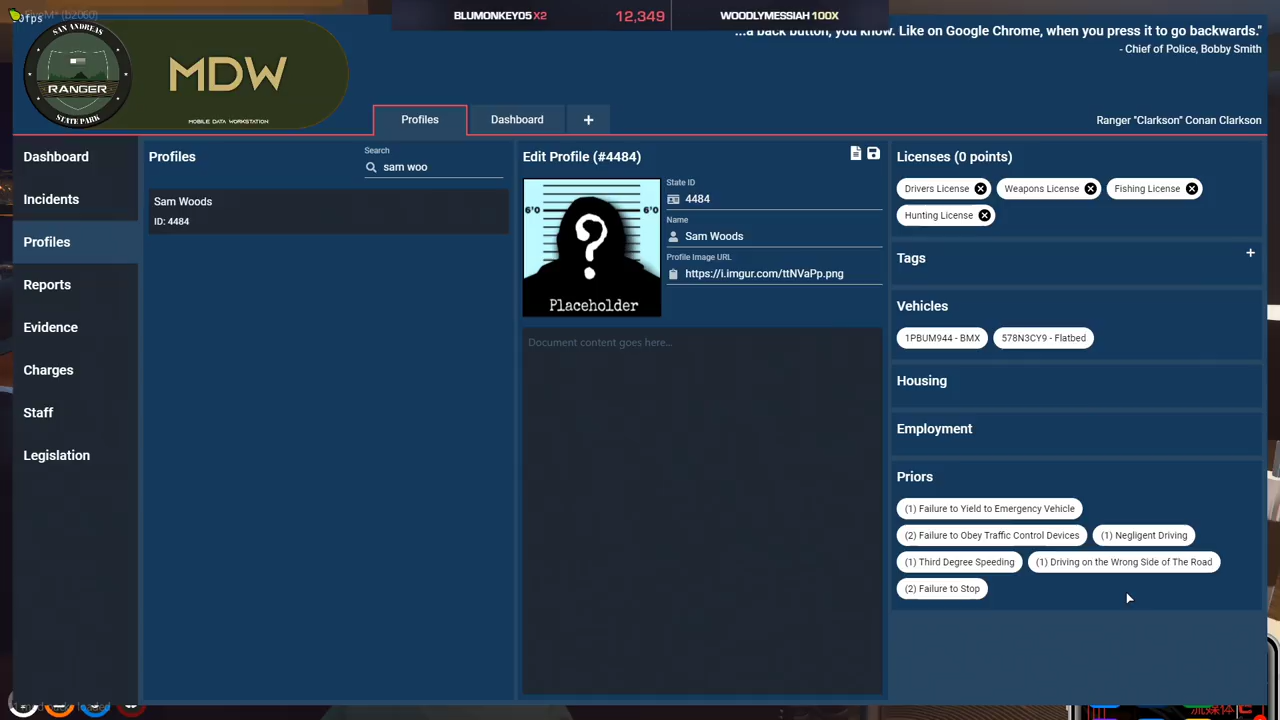 FiveM* (b2060)
0fps
BLUMONKEY05 X2
12,349
WOODLYMESSIAH 100X
...a back button, you know. Like on Google Chrome, when you press it to go backwards."
- Chief of Police, Bobby Smith
SAN ANDREAS
RANGER
STATE PARK
MDW
MOBILE DATA WORKSTATION
Profiles
Dashboard
+
Ranger "Clarkson" Conan Clarkson
Dashboard
Incidents
Profiles
Reports
Evidence
Charges
Staff
Legislation
Profiles
Search
sam woo
Sam Woods
ID: 4484
Edit Profile (#4484)
6'0
6'0
Placeholder
State ID
4484
Name
Sam Woods
Profile Image URL
https://i.imgur.com/ttNVaPp.png
Document content goes here...
Licenses (0 points)
Drivers License
Weapons License
Fishing License
Hunting License
Tags
Vehicles
1PBUM944 - BMX
578N3CY9 - Flatbed
Housing
Employment
Priors
(1) Failure to Yield to Emergency Vehicle
(2) Failure to Obey Traffic Control Devices
(1) Negligent Driving
(1) Third Degree Speeding
(1) Driving on the Wrong Side of The Road
(2) Failure to Stop